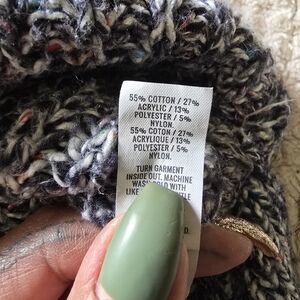 55% COTTON / 27%
ACRYLIC / 13%
POLYESTER / 5%
NYLON.
55% COTON / 27%
ACRYLIQUE / 13%
POLYESTER / 5%
NYLON.
TURN GARMENT
INSIDE OUT. MACHINE
WASH COLD WITH
LIKE